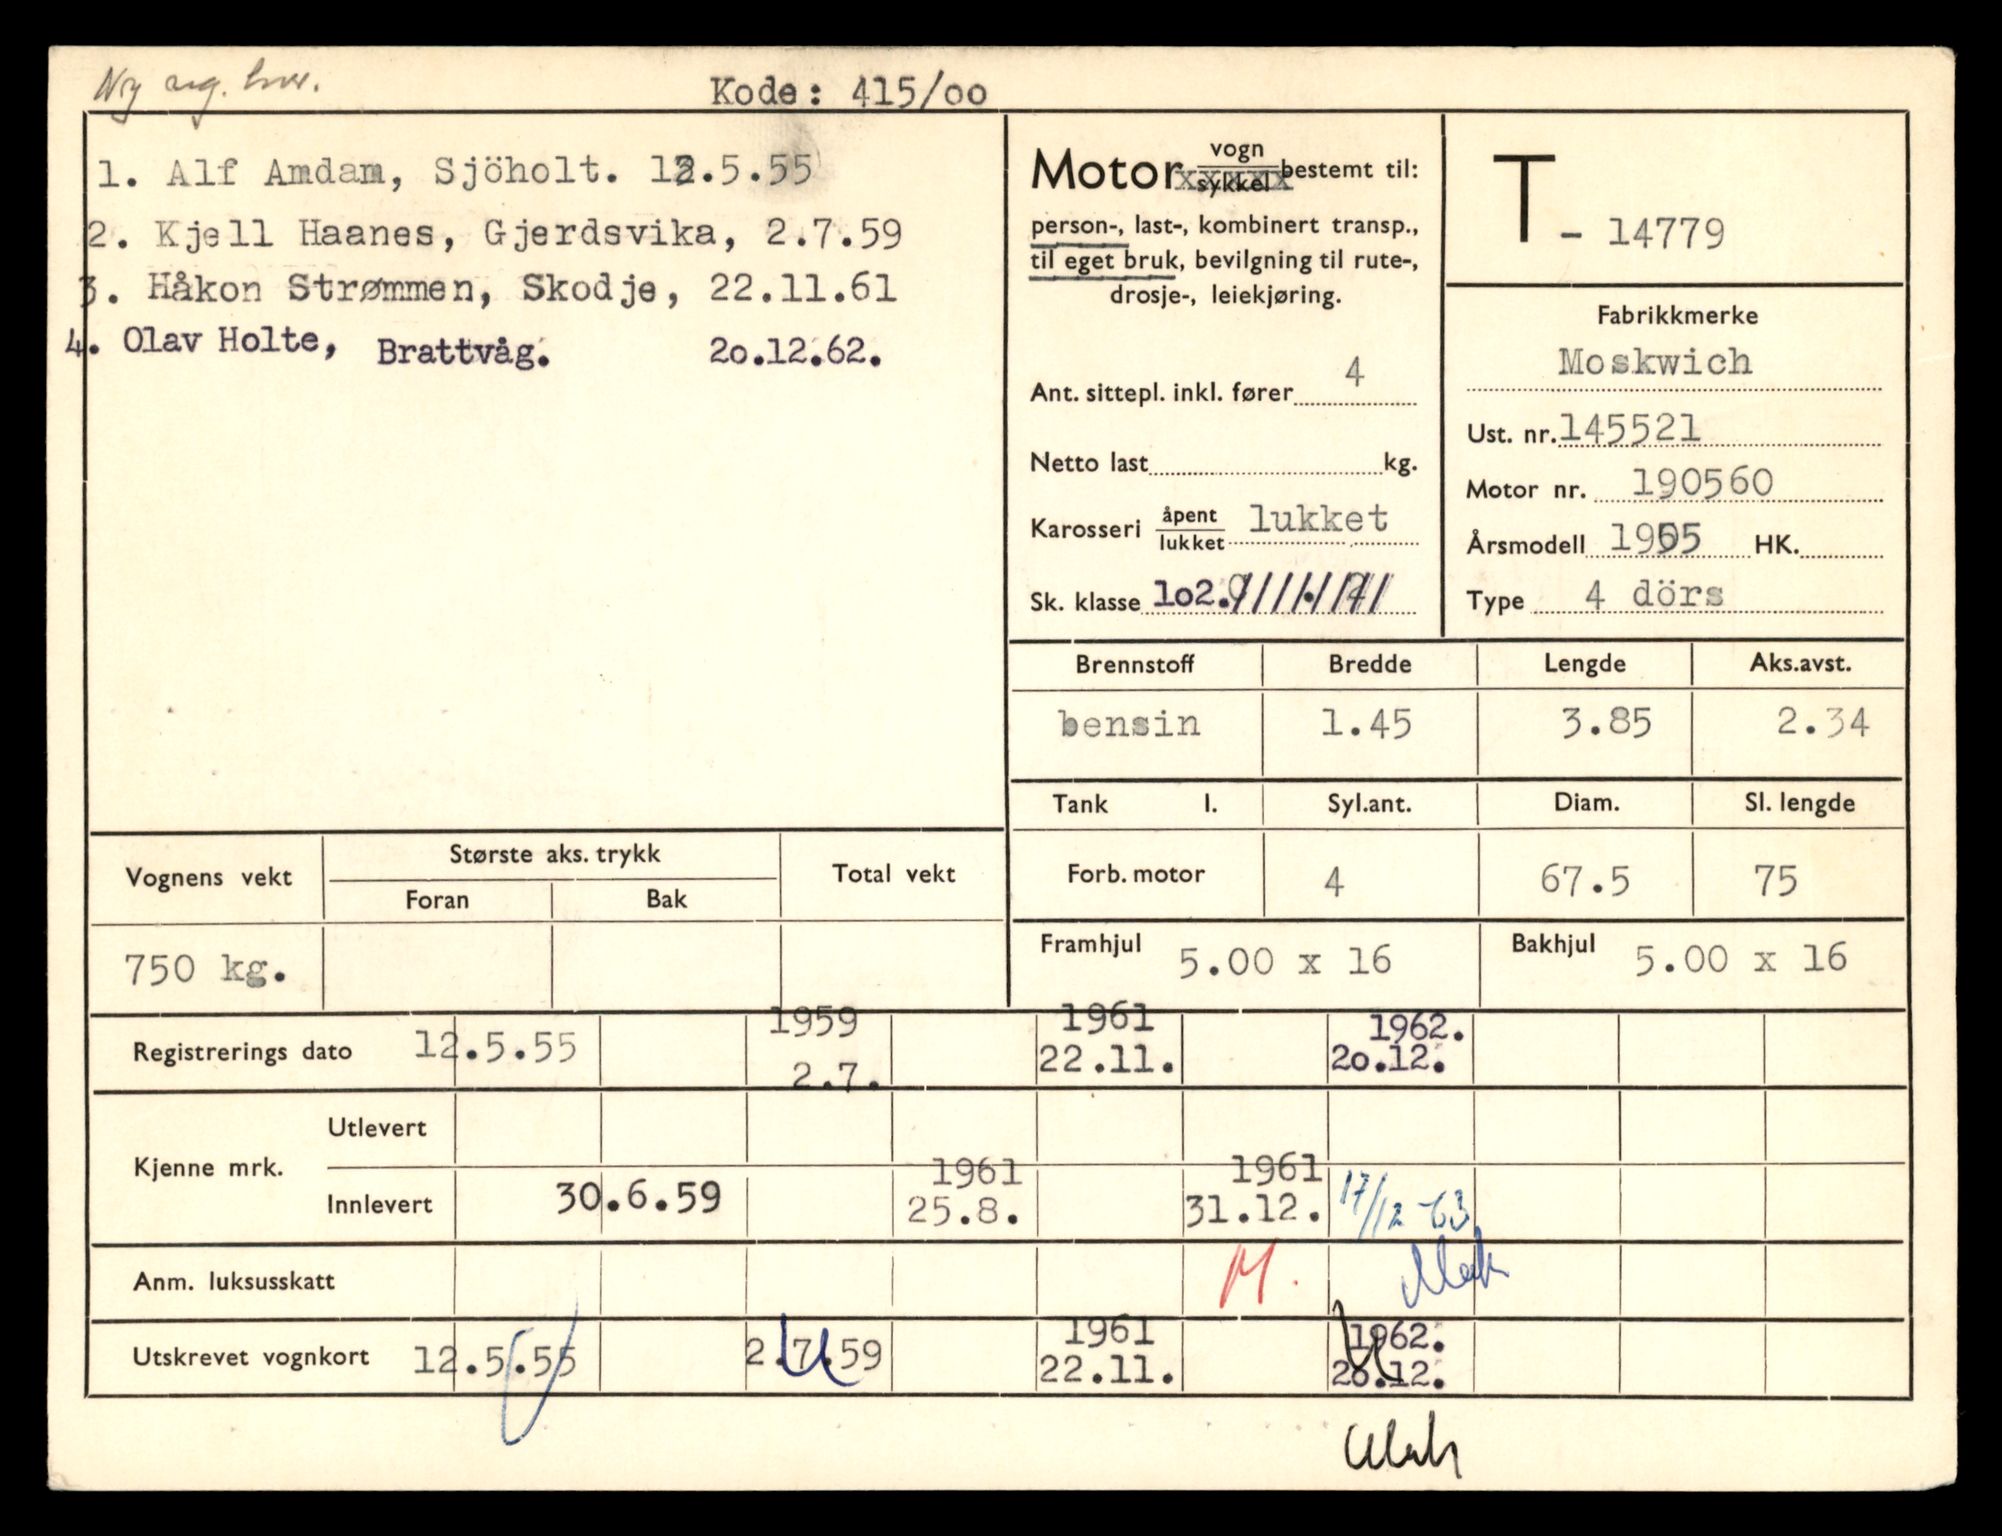 Kode: 415/oo
1. Alf Amdam, Sjöholt. 12.5.55
2. Kjell Haanes, Gjerdsvika, 2.7.59
3. Håkon Strømmen, Skodje, 22.11.61
4. Olav Holte, Brattvåg. 2o.12.62.
Motor vogn sykkel bestemt til:
person-, last-, kombinert transp.,
til eget bruk, bevilgning til rute-,
drosje-, leiekjøring.
Ant. sittepl. inkl. fører 4
Netto last kg.
Karosseri åpent lukket lukket
Sk. klasse 1o2.
T - 14779
Fabrikkmerke
Moskwich
Ust. nr. 145521
Motor nr. 190560
Årsmodell 1955 HK.
Type 4 dörs
Brennstoff Bredde Lengde Aks.avst.
bensin 1.45 3.85 2.34
Tank l. Syl.ant. Diam. Sl. lengde
Forb. motor 4 67.5 75
Framhjul 5.00 x 16 Bakhjul 5.00 x 16
Vognens vekt Største aks. trykk Total vekt
Foran Bak
750 kg.
1959 1961 1962.
Registrerings dato 12.5.55 2.7. 22.11. 2o.12.
Kjenne mrk. Utlevert
1961 1961
Innlevert 30.6.59 25.8. 31.12. 17/12-63
Anm. luksusskatt M.
1961 1962.
Utskrevet vognkort 12.5.55 2.7.59 22.11. 2o.12.